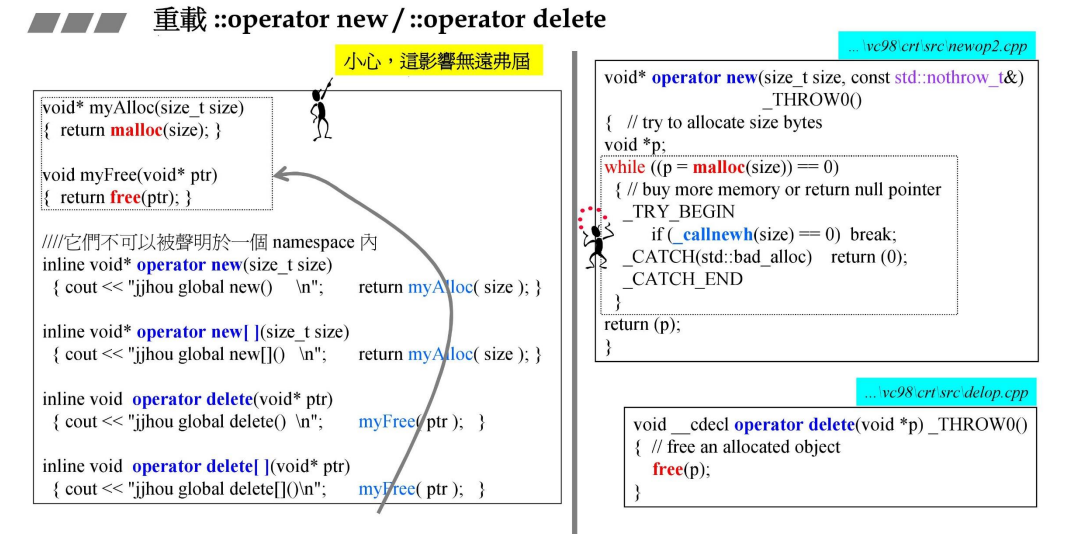 重載 ::operator new / ::operator delete
小心，這影響無遠弗屆
void* myAlloc(size_t size)
{ return malloc(size); }
void myFree(void* ptr)
{ return free(ptr); }
////它們不可以被聲明於一個 namespace 內
inline void* operator new(size_t size)
{ cout << "jjhou global new() \n"; return myAlloc( size ); }
inline void* operator new[ ](size_t size)
{ cout << "jjhou global new[]() \n"; return myAlloc( size ); }
inline void operator delete(void* ptr)
{ cout << "jjhou global delete() \n"; myFree( ptr ); }
inline void operator delete[ ](void* ptr)
{ cout << "jjhou global delete[]()\n"; myFree( ptr ); }
...\vc98\crt\src\newop2.cpp
void* operator new(size_t size, const std::nothrow_t&)
_THROW0()
{ // try to allocate size bytes
void *p;
while ((p = malloc(size)) == 0)
{ // buy more memory or return null pointer
_TRY_BEGIN
if (_callnewh(size) == 0) break;
_CATCH(std::bad_alloc) return (0);
_CATCH_END
}
return (p);
}
...\vc98\crt\src\delop.cpp
void __cdecl operator delete(void *p) _THROW0()
{ // free an allocated object
free(p);
}